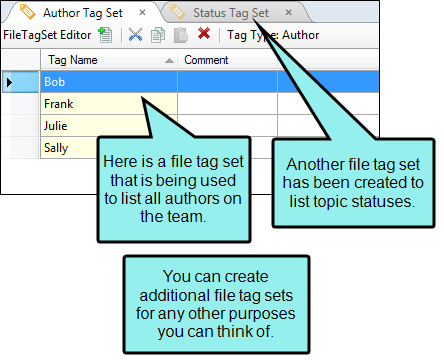 Author Tag Set
Status Tag Set
FileTagSet Editor
Tag Type: Author
Tag Name
Comment
Bob
Frank
Julie
Sally
Here is a file tag set
that is being used
to list all authors on
the team.
Another file tag set
has been created to
list topic statuses.
You can create
additional file tag sets
for any other purposes
you can think of.